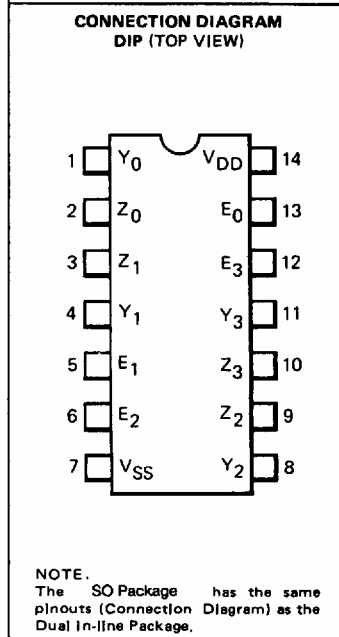 CONNECTION DIAGRAM
DIP (TOP VIEW)
1 Y0 VDD 14
2 Z0 E0 13
3 Z1 E3 12
4 Y1 Y3 11
5 E1 Z3 10
6 E2 Z2 9
7 VSS Y2 8
NOTE.
The SO Package has the same
pinouts (Connection Diagram) as the
Dual In-line Package.